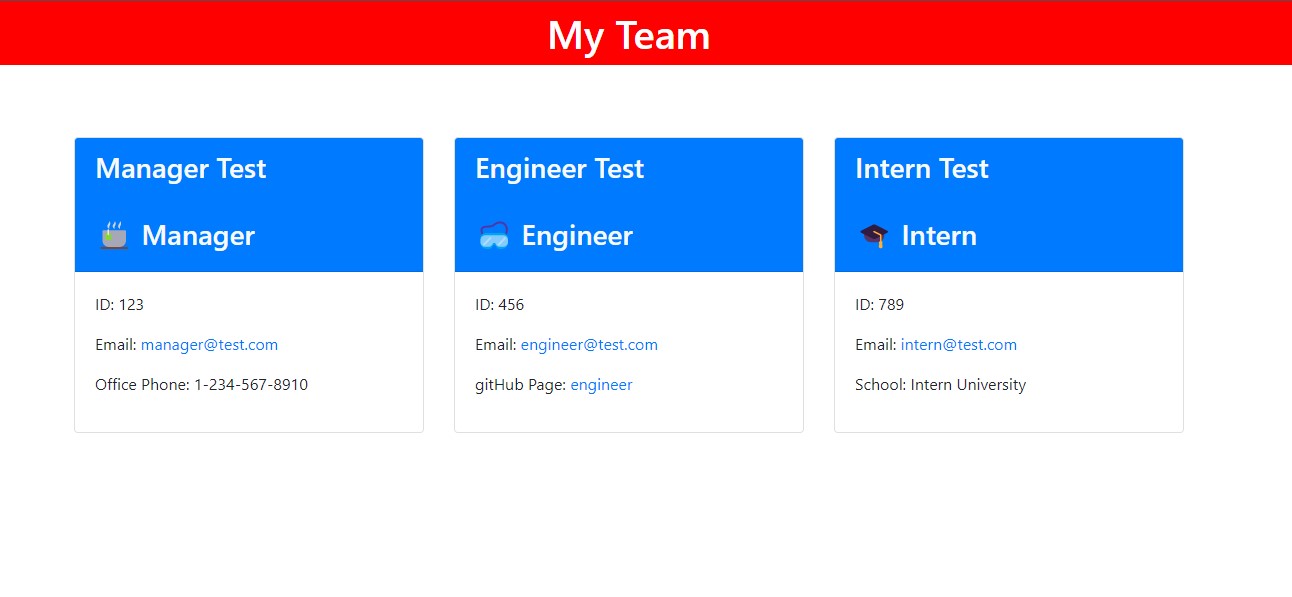 My Team
Manager Test
Manager
ID: 123
Email: manager@test.com
Office Phone: 1-234-567-8910
Engineer Test
Engineer
ID: 456
Email: engineer@test.com
gitHub Page: engineer
Intern Test
Intern
ID: 789
Email: intern@test.com
School: Intern University